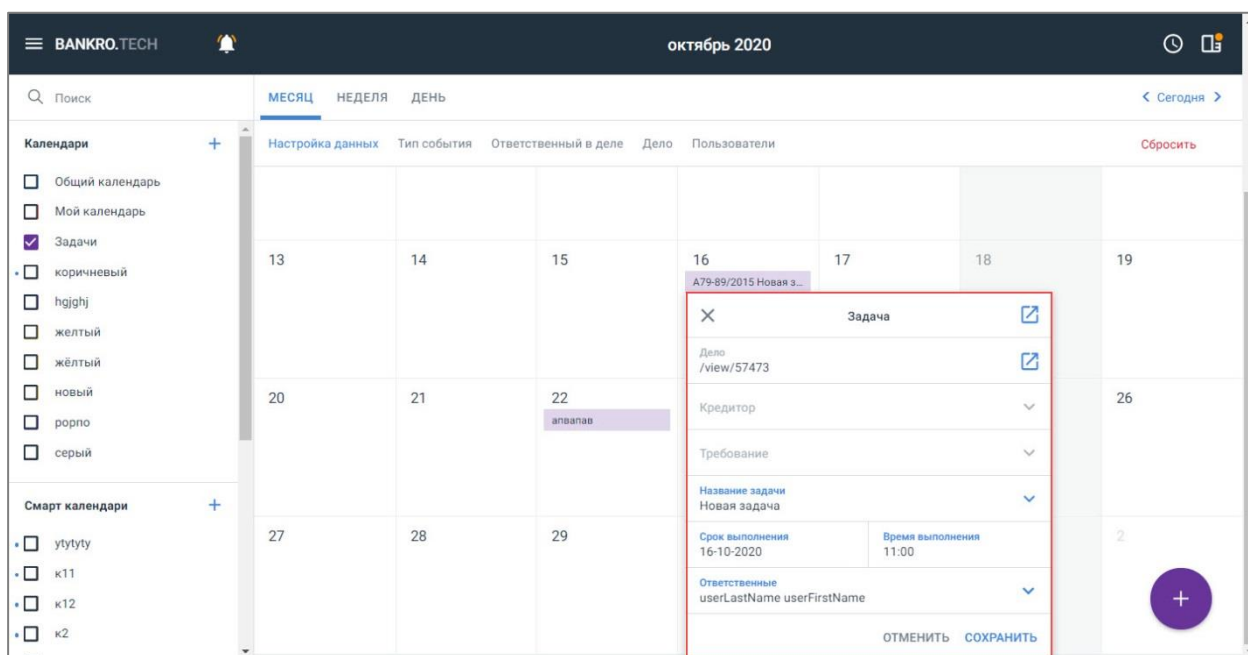 BANKRO.TECH
октябрь 2020
Поиск
МЕСЯЦ НЕДЕЛЯ ДЕНЬ
Сегодня
Календари
Настройка данных Тип события Ответственный в деле Дело Пользователи
Сбросить
Общий календарь
Мой календарь
Задачи
коричневый
hgjghj
желтый
жёлтый
новый
рорпо
серый
Смарт календари
ytytyty
к11
к12
к2
13 14 15 16 17 18 19
А79-89/2015 Новая з...
20 21 22 26
апвапав
27 28 29 2
Задача
Дело
/view/57473
Кредитор
Требование
Название задачи
Новая задача
Срок выполнения Время выполнения
16-10-2020 11:00
Ответственные
userLastName userFirstName
ОТМЕНИТЬ СОХРАНИТЬ